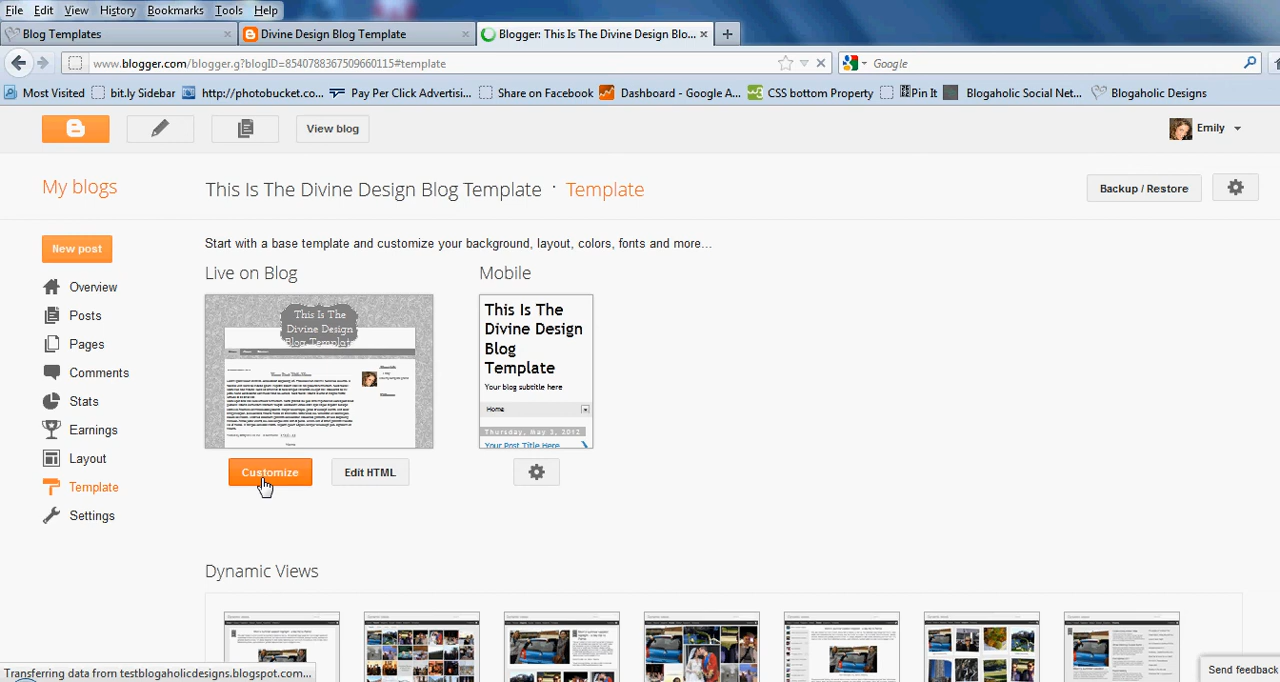 File Edit View History Bookmarks Tools Help
Blog Templates × Divine Design Blog Template × Blogger: This Is The Divine Design Blo... × +
www.blogger.com/blogger.g?blogID=8540788367509660115#template Google
Most Visited bit.ly Sidebar http://photobucket.co... Pay Per Click Advertisi... Share on Facebook Dashboard - Google A... CSS bottom Property Pin It Blogaholic Social Net... Blogaholic Designs
View blog Emily
My blogs This Is The Divine Design Blog Template · Template Backup / Restore
Start with a base template and customize your background, layout, colors, fonts and more...
New post
Overview
Posts
Pages
Comments
Stats
Earnings
Layout
Template
Settings
Live on Blog Mobile
This Is The
Divine Design
Blog Template
This Is The
Divine Design
Blog
Template
Your blog subtitle here
Home
Thursday, May 3, 2012
Your Post Title Here
Customize Edit HTML
Dynamic Views
Transferring data from testblogaholicdesigns.blogspot.com...
Send feedback